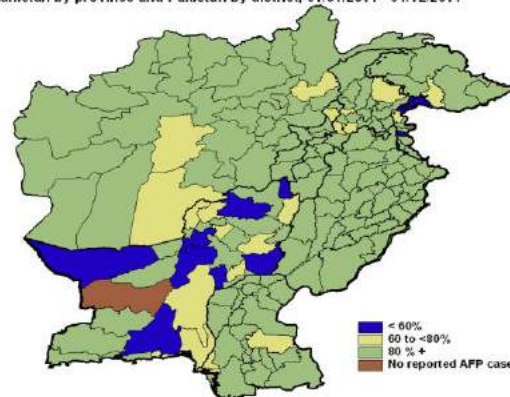 by province and Pakistan by district,
< 60%
60 to <80%
80 % +
No reported AFP case